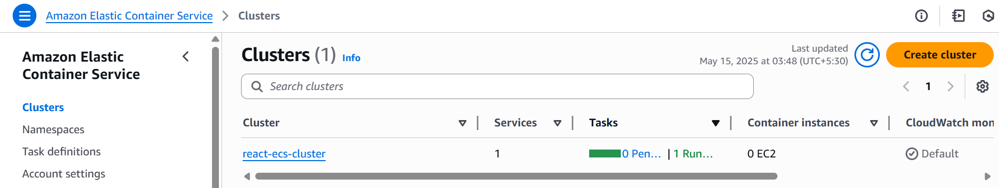 Amazon Elastic Container Service > Clusters
Amazon Elastic
Container Service
Clusters
Namespaces
Task definitions
Account settings
Clusters (1) Info
Last updated
May 15, 2025 at 03:48 (UTC+5:30)
Create cluster
Search clusters
1
Cluster Services Tasks Container instances CloudWatch mon
react-ecs-cluster 1 0 Pen... | 1 Run... 0 EC2 Default